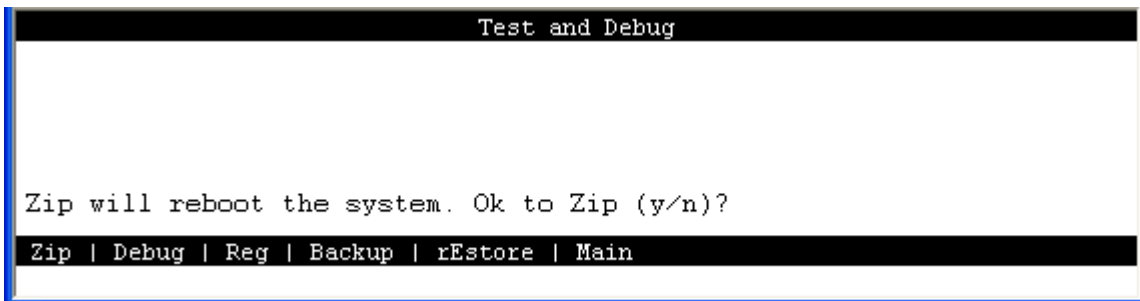 Test and Debug
Zip will reboot the system. Ok to Zip (y/n)?
Zip | Debug | Reg | Backup | rEstore | Main